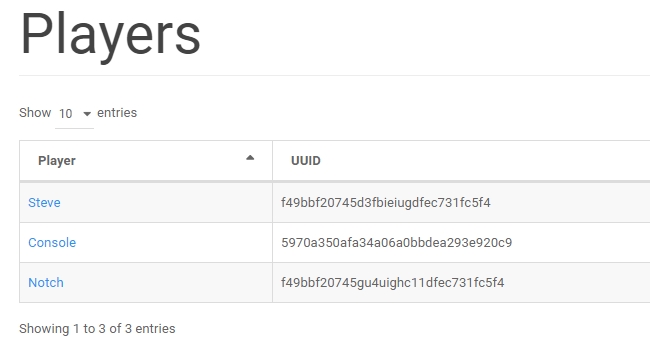 Players
Show 10 entries
Player UUID
Steve f49bbf20745d3fbieiugdfec731fc5f4
Console 5970a350afa34a06a0bbdea293e920c9
Notch f49bbf20745gu4uighc11dfec731fc5f4
Showing 1 to 3 of 3 entries